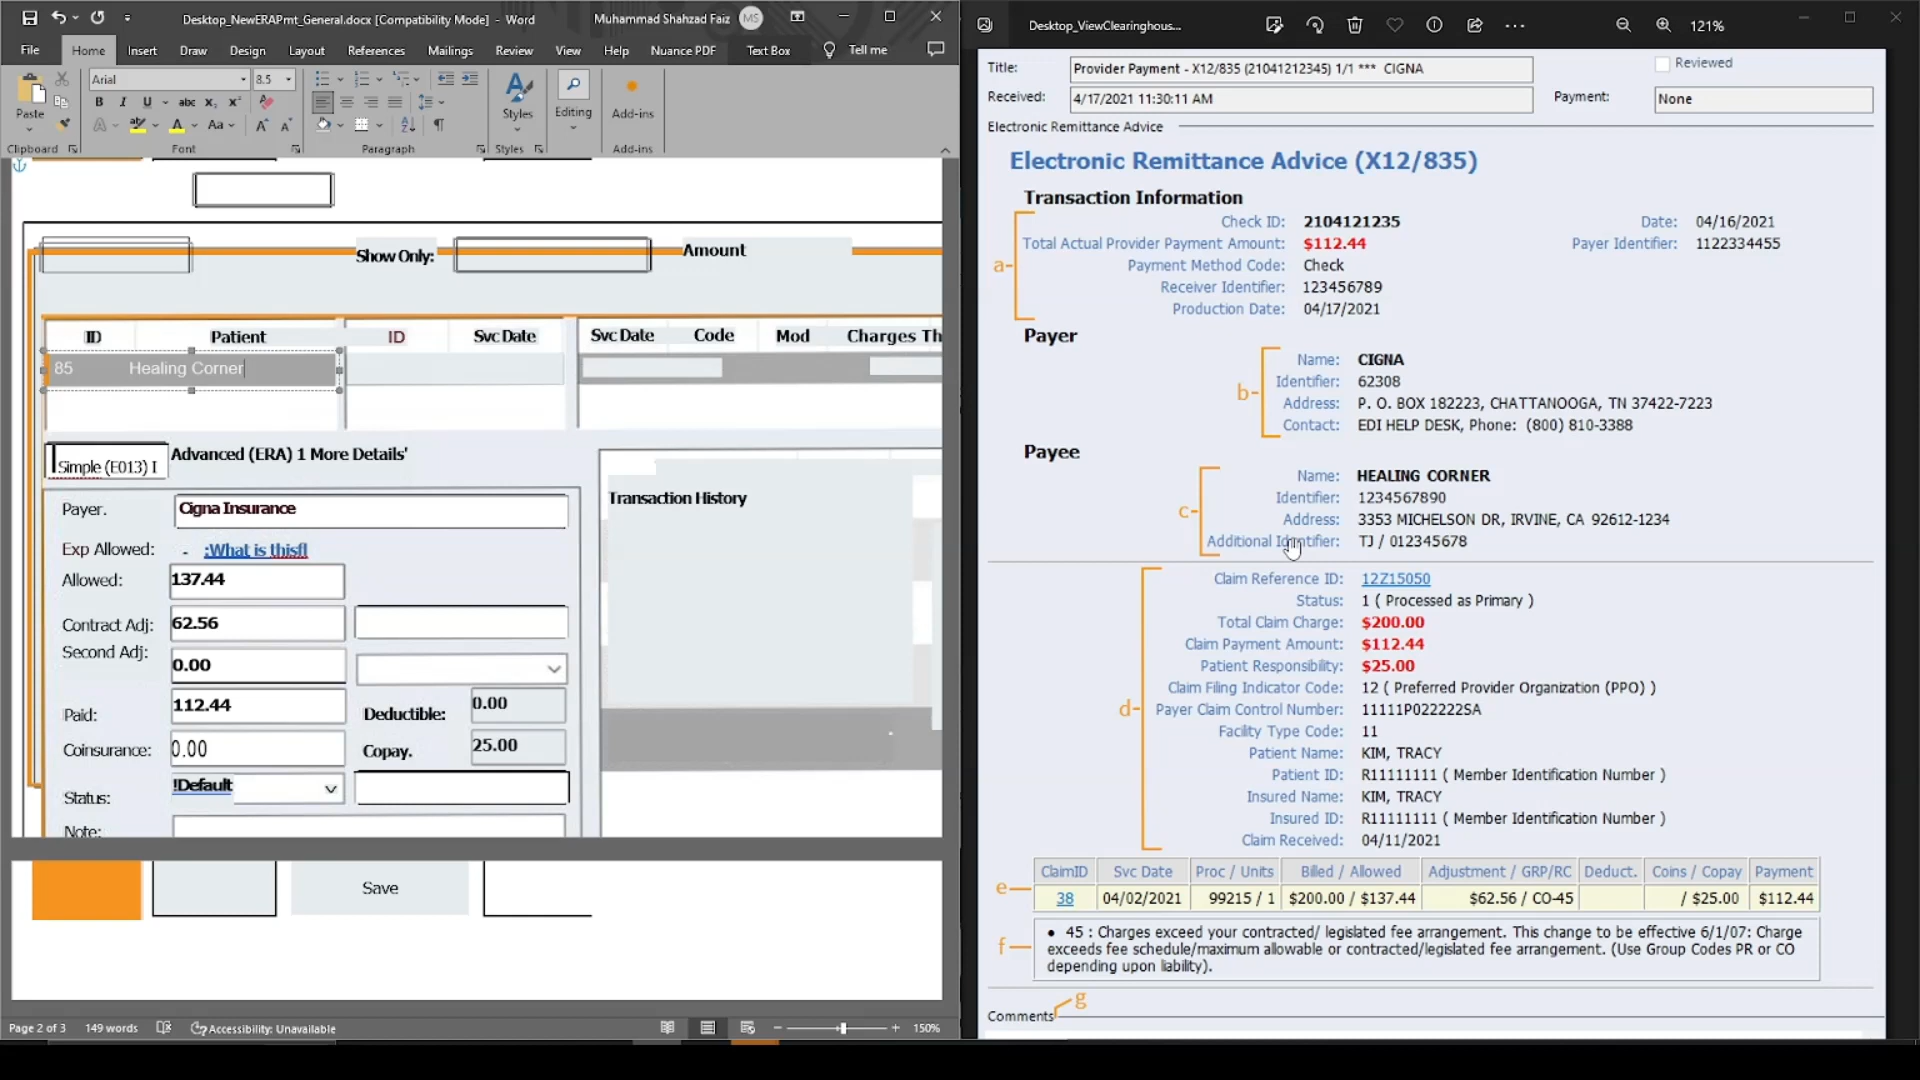 Desktop_NewERAPmt_General.docx [Compatibility Mode] - Word
Muhammad Shahzad Faiz
MS
File Home Insert Draw Design Layout References Mailings Review View Help Nuance PDF Text Box Tell me
Arial 8.5
Paste
B I U abc x₂ x²
A aby A Aa A A
Styles
Editing
Add-ins
Clipboard Font Paragraph Styles Add-ins
Show Only:
Amount
ID Patient ID Svc Date Svc Date Code Mod Charges Th
85 Healing Corner
Simple (E013) I
Advanced (ERA) 1 More Details'
Payer.
Cigna Insurance
Exp Allowed: - :What is thisfl
Allowed: 137.44
Contract Adj: 62.56
Second Adj: 0.00
Paid: 112.44
Deductible: 0.00
Coinsurance: 0.00
Copay. 25.00
Status: !Default
Note:
Transaction History
Save
Page 2 of 3 149 words Accessibility: Unavailable 150%
Desktop_ViewClearinghous...
121%
Title: Provider Payment - X12/835 (21041212345) 1/1 *** CIGNA
Reviewed
Received: 4/17/2021 11:30:11 AM
Payment: None
Electronic Remittance Advice
Electronic Remittance Advice (X12/835)
Transaction Information
a
Check ID: 2104121235
Date: 04/16/2021
Total Actual Provider Payment Amount: $112.44
Payer Identifier: 1122334455
Payment Method Code: Check
Receiver Identifier: 123456789
Production Date: 04/17/2021
Payer
b
Name: CIGNA
Identifier: 62308
Address: P. O. BOX 182223, CHATTANOOGA, TN 37422-7223
Contact: EDI HELP DESK, Phone: (800) 810-3388
Payee
c
Name: HEALING CORNER
Identifier: 1234567890
Address: 3353 MICHELSON DR, IRVINE, CA 92612-1234
Additional Identifier: TJ / 012345678
d
Claim Reference ID: 12Z15050
Status: 1 ( Processed as Primary )
Total Claim Charge: $200.00
Claim Payment Amount: $112.44
Patient Responsibility: $25.00
Claim Filing Indicator Code: 12 ( Preferred Provider Organization (PPO) )
Payer Claim Control Number: 11111P022222SA
Facility Type Code: 11
Patient Name: KIM, TRACY
Patient ID: R11111111 ( Member Identification Number )
Insured Name: KIM, TRACY
Insured ID: R11111111 ( Member Identification Number )
Claim Received: 04/11/2021
e
ClaimID Svc Date Proc / Units Billed / Allowed Adjustment / GRP/RC Deduct. Coins / Copay Payment
38 04/02/2021 99215 / 1 $200.00 / $137.44 $62.56 / CO-45 / $25.00 $112.44
f
• 45 : Charges exceed your contracted/ legislated fee arrangement. This change to be effective 6/1/07: Charge
exceeds fee schedule/maximum allowable or contracted/legislated fee arrangement. (Use Group Codes PR or CO
depending upon liability).
g
Comments